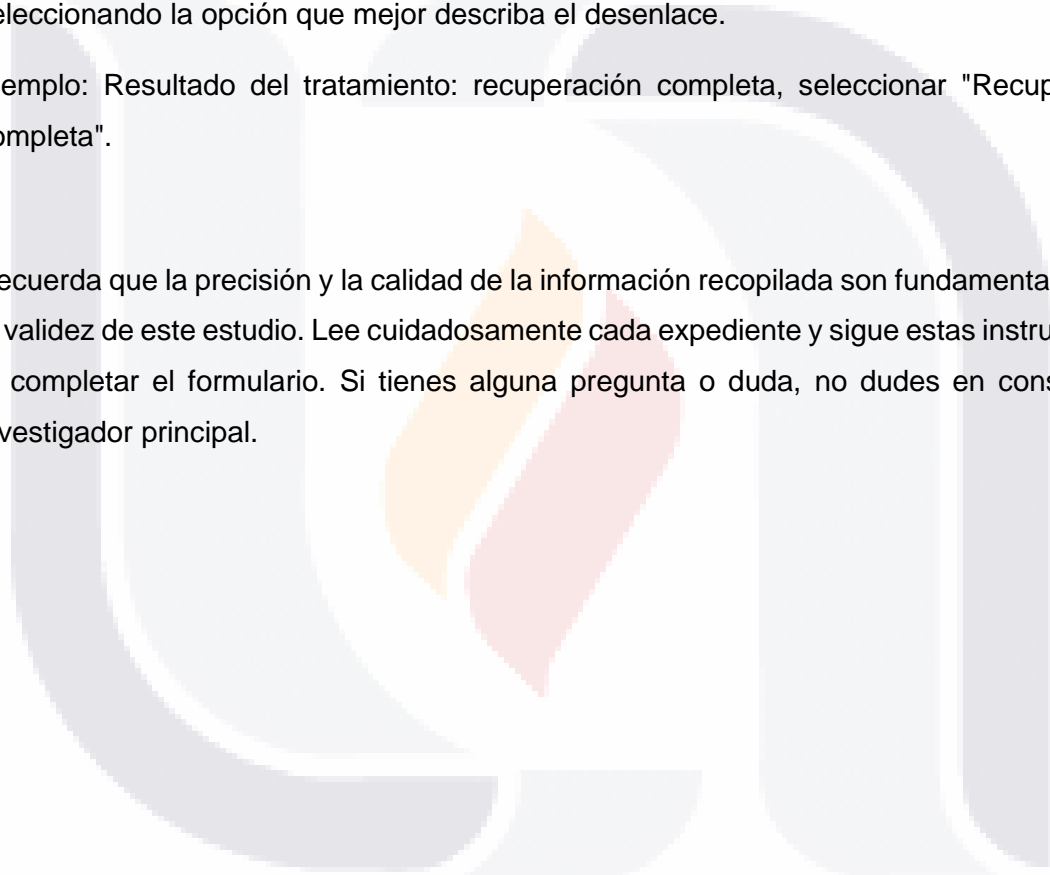 eleccionando la opción que mejor describa el desenlace.
emplo: Resultado del tratamiento: recuperación completa, seleccionar "Recup
ompleta".
ecuerda que la precisión y la calidad de la información recopilada son fundamenta
validez de este estudio. Lee cuidadosamente cada expediente y sigue estas instru
completar el formulario. Si tienes alguna pregunta o duda, no dudes en cons
vestigador principal.